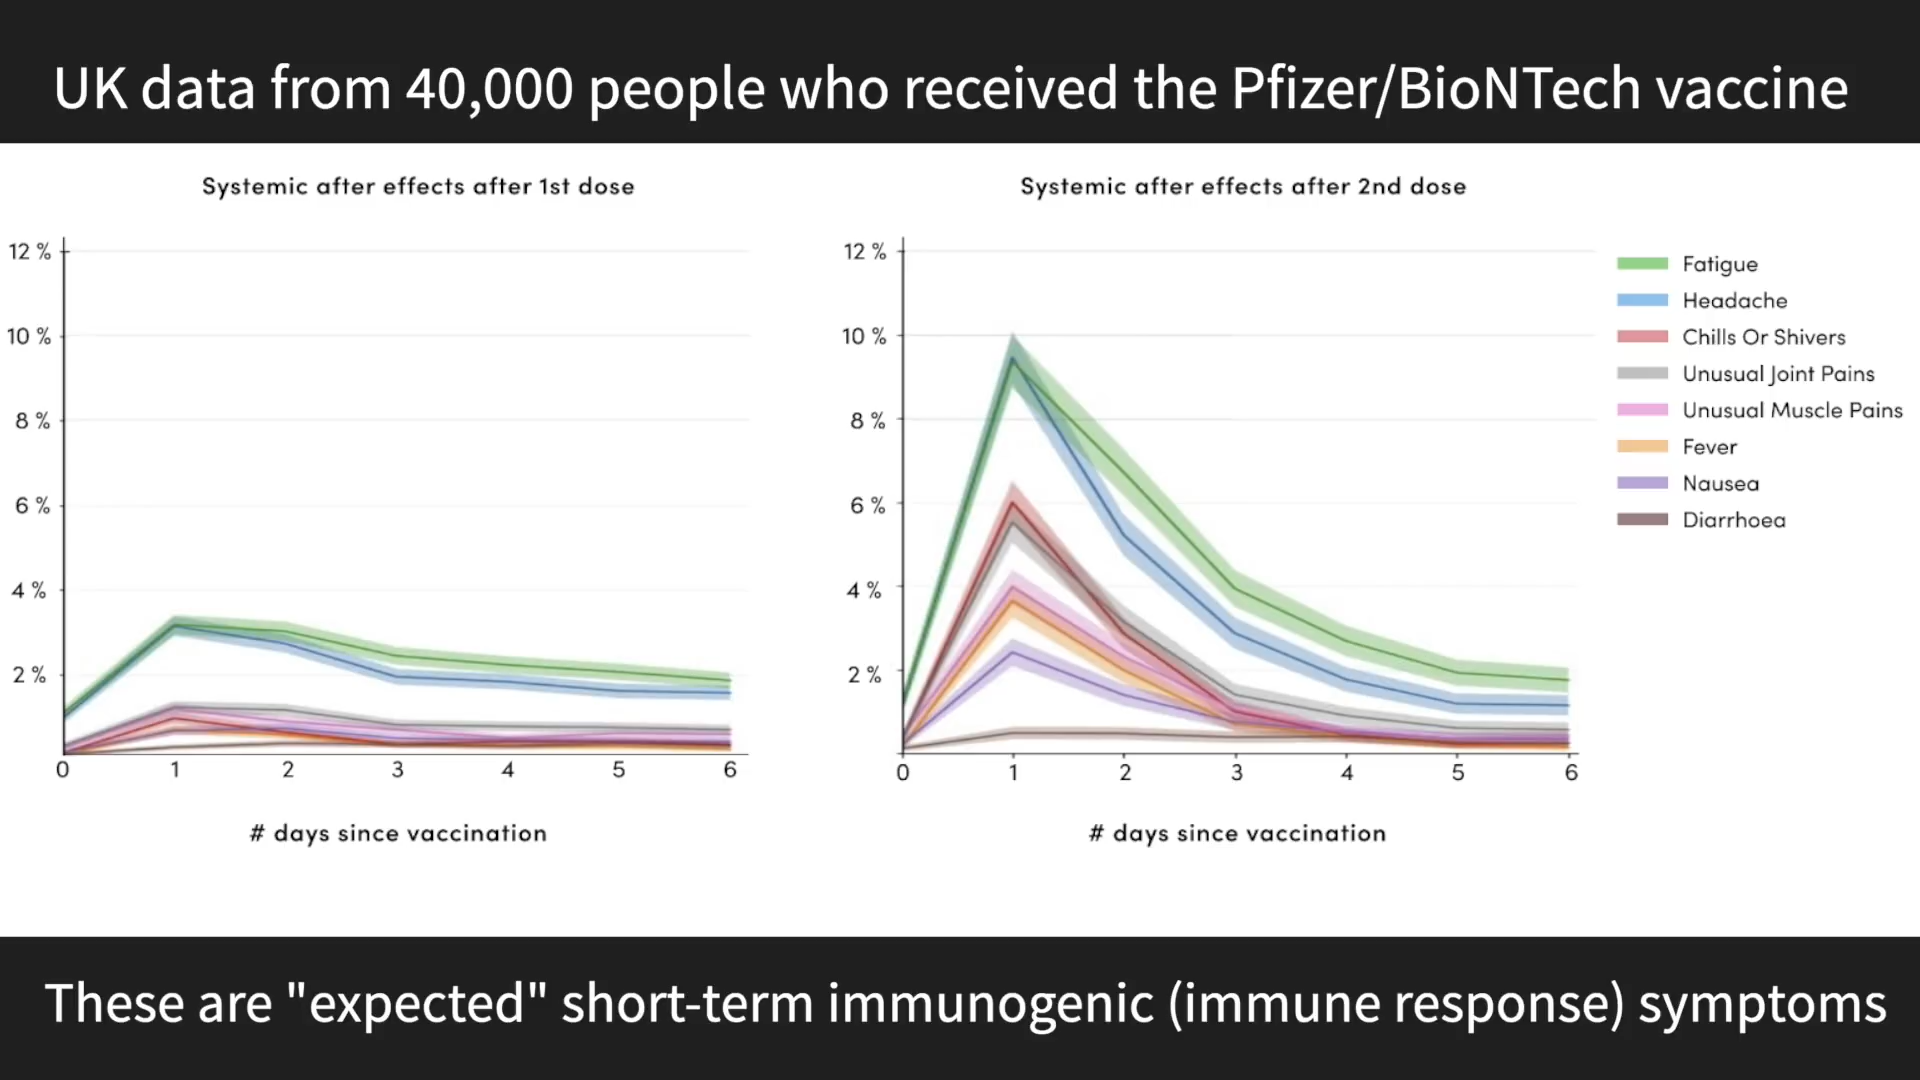 UK data from 40,000 people who received the Pfizer/BioNTech vaccine
Systemic after effects after 1st dose
12 %
10 %
8 %
6 %
4 %
2 %
0 1 2 3 4 5 6
# days since vaccination
Systemic after effects after 2nd dose
12 %
10 %
8 %
6 %
4 %
2 %
0 1 2 3 4 5 6
# days since vaccination
Fatigue
Headache
Chills Or Shivers
Unusual Joint Pains
Unusual Muscle Pains
Fever
Nausea
Diarrhoea
These are "expected" short-term immunogenic (immune response) symptoms